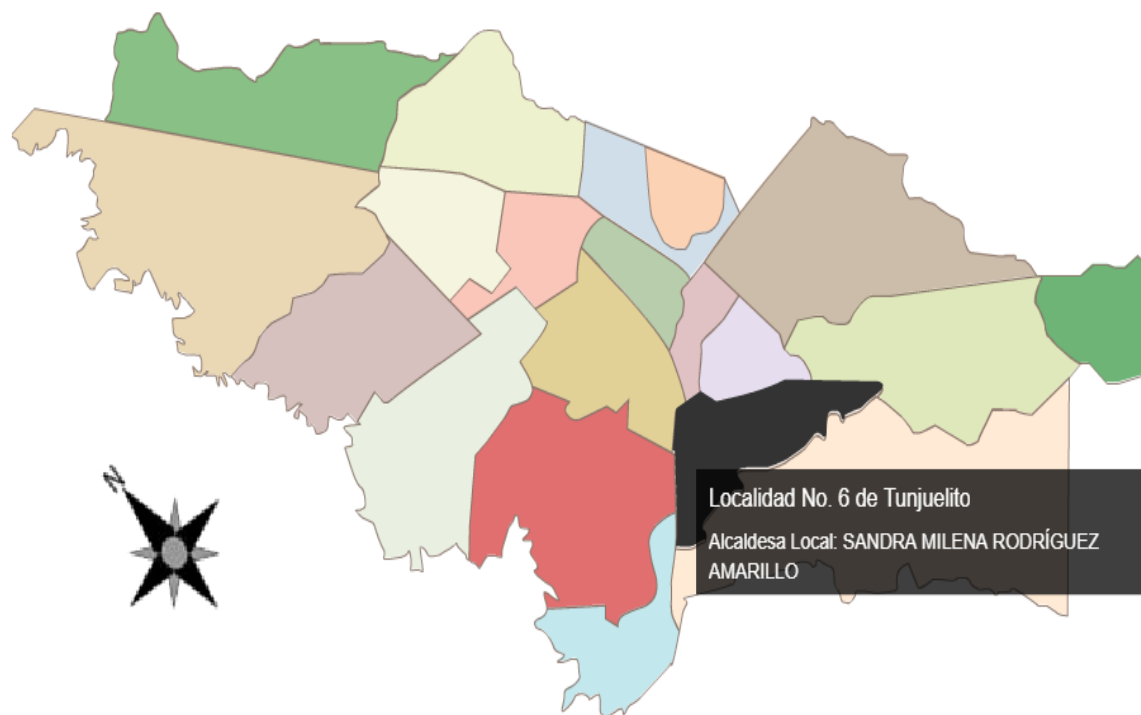 N
Localidad No. 6 de Tunjuelito
Alcaldesa Local: SANDRA MILENA RODRÍGUEZ
AMARILLO